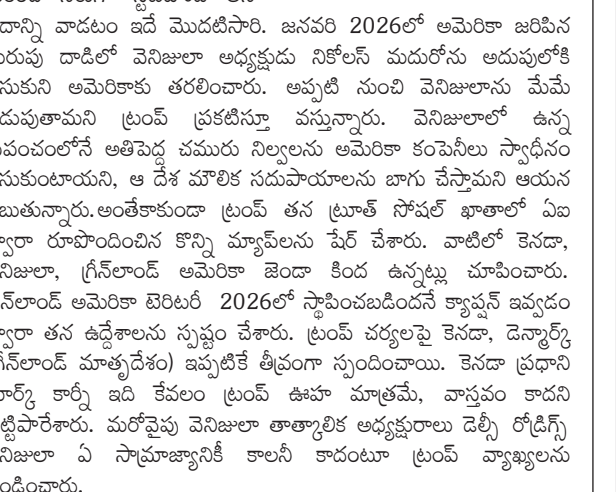 దాన్ని వాడటం ఇదే మొదటిసారి. జనవరి 2026లో అమెరికా జరిపిన
దాడిలో వెనిజులా అధ్యక్షుడు నికోలస్ మదురోను అదుపులోకి
సుకుని అమెరికాకు తరలించారు. అప్పటి నుంచి వెనిజులాను మేమే
డుపుతామని ట్రంప్ ప్రకటిస్తూ వస్తున్నారు. వెనిజులాలో ఉన్న
పంచంలోనే అతిపెద్ద చమురు నిల్వలను అమెరికా కంపెనీలు స్వాధీనం
సుకుంటాయని, ఆ దేశ మౌలిక సదుపాయాలను బాగు చేస్తామని ఆయన
బుతున్నారు.అంతేకాకుండా ట్రంప్ తన ట్రూత్ సోషల్ ఖాతాలో ఏఐ
్వారా రూపొందించిన కొన్ని మ్యాప్‌లను షేర్ చేశారు. వాటిలో కెనడా,
నిజులా, గ్రీన్‌లాండ్ అమెరికా జెండా కింద ఉన్నట్లు చూపించారు.
న్‌లాండ్ అమెరికా టెరిటరీ 2026లో స్థాపించబడిందనే క్యాప్షన్ ఇవ్వడం
్వారా తన ఉద్దేశాలను స్పష్టం చేశారు. ట్రంప్ చర్యలపై కెనడా, డెన్మార్క్
గ్రీన్‌లాండ్ మాతృదేశం) ఇప్పటికే తీవ్రంగా స్పందించాయి. కెనడా ప్రధాని
మార్క్ కార్నీ ఇది కేవలం ట్రంప్ ఊహ మాత్రమే, వాస్తవం కాదని
ట్టిపారేశారు. మరోవైపు వెనిజులా తాత్కాలిక అధ్యక్షురాలు డెల్సీ రోడ్రిగ్స్
నిజులా ఏ సామ్రాజ్యానికీ కాలనీ కాదంటూ ట్రంప్ వ్యాఖ్యలను
ండించారు.